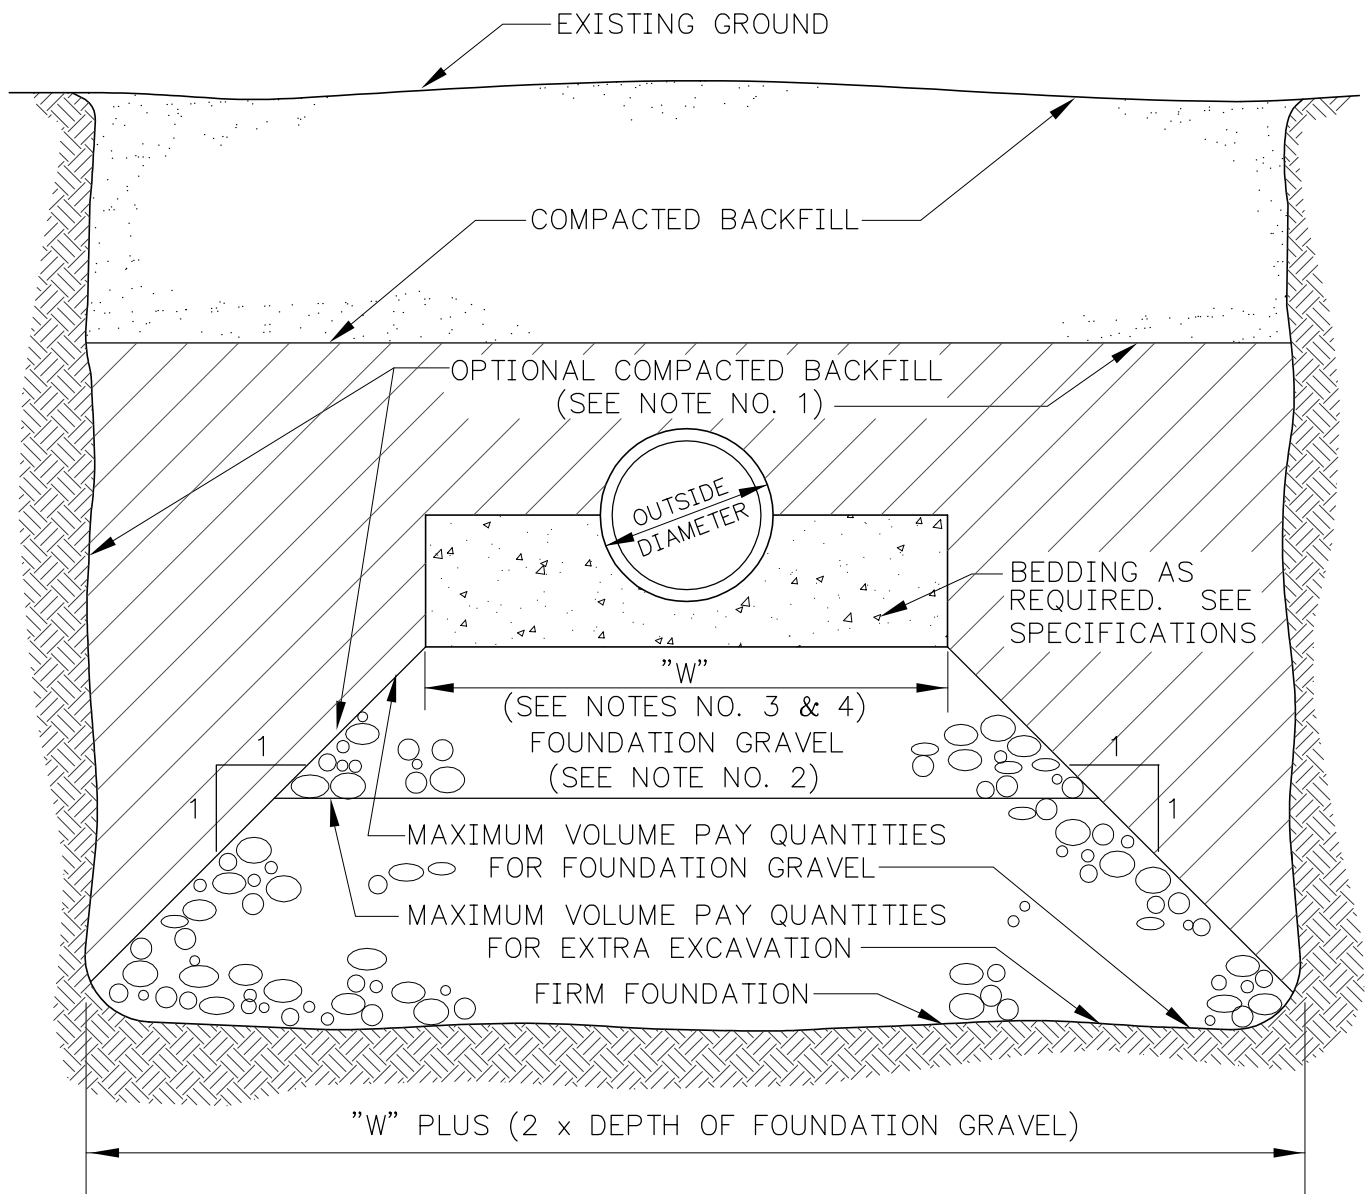 EXISTING GROUND
COMPACTED BACKFILL
OPTIONAL COMPACTED BACKFILL
(SEE NOTE NO. 1)
OUTSIDE
DIAMETER
BEDDING AS
REQUIRED. SEE
SPECIFICATIONS
"W"
(SEE NOTES NO. 3 & 4)
FOUNDATION GRAVEL
(SEE NOTE NO. 2)
1
1
1
1
MAXIMUM VOLUME PAY QUANTITIES
FOR FOUNDATION GRAVEL
MAXIMUM VOLUME PAY QUANTITIES
FOR EXTRA EXCAVATION
FIRM FOUNDATION
"W" PLUS (2 x DEPTH OF FOUNDATION GRAVEL)